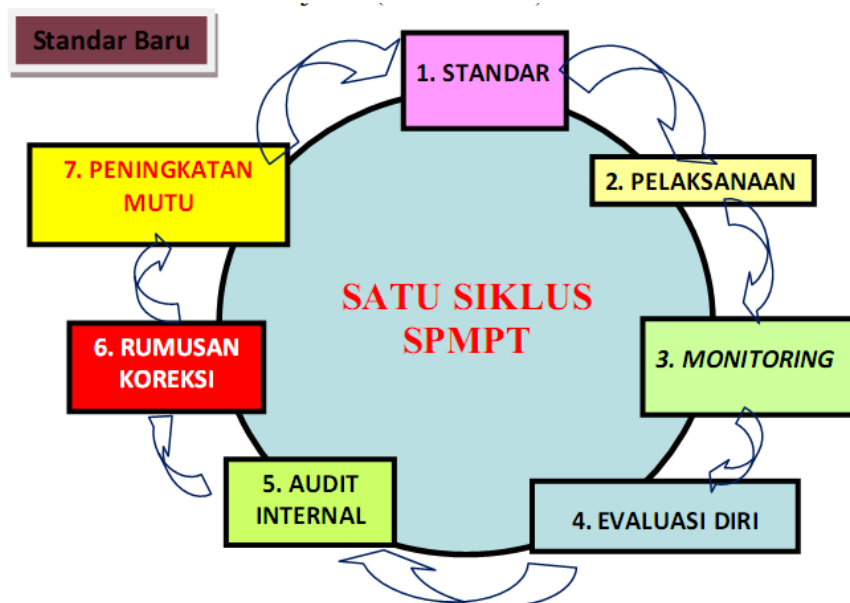 Standar Baru
1. STANDAR
2. PELAKSANAAN
3. MONITORING
4. EVALUASI DIRI
5. AUDIT
INTERNAL
6. RUMUSAN
KOREKSI
7. PENINGKATAN
MUTU
SATU SIKLUS
SPMPT